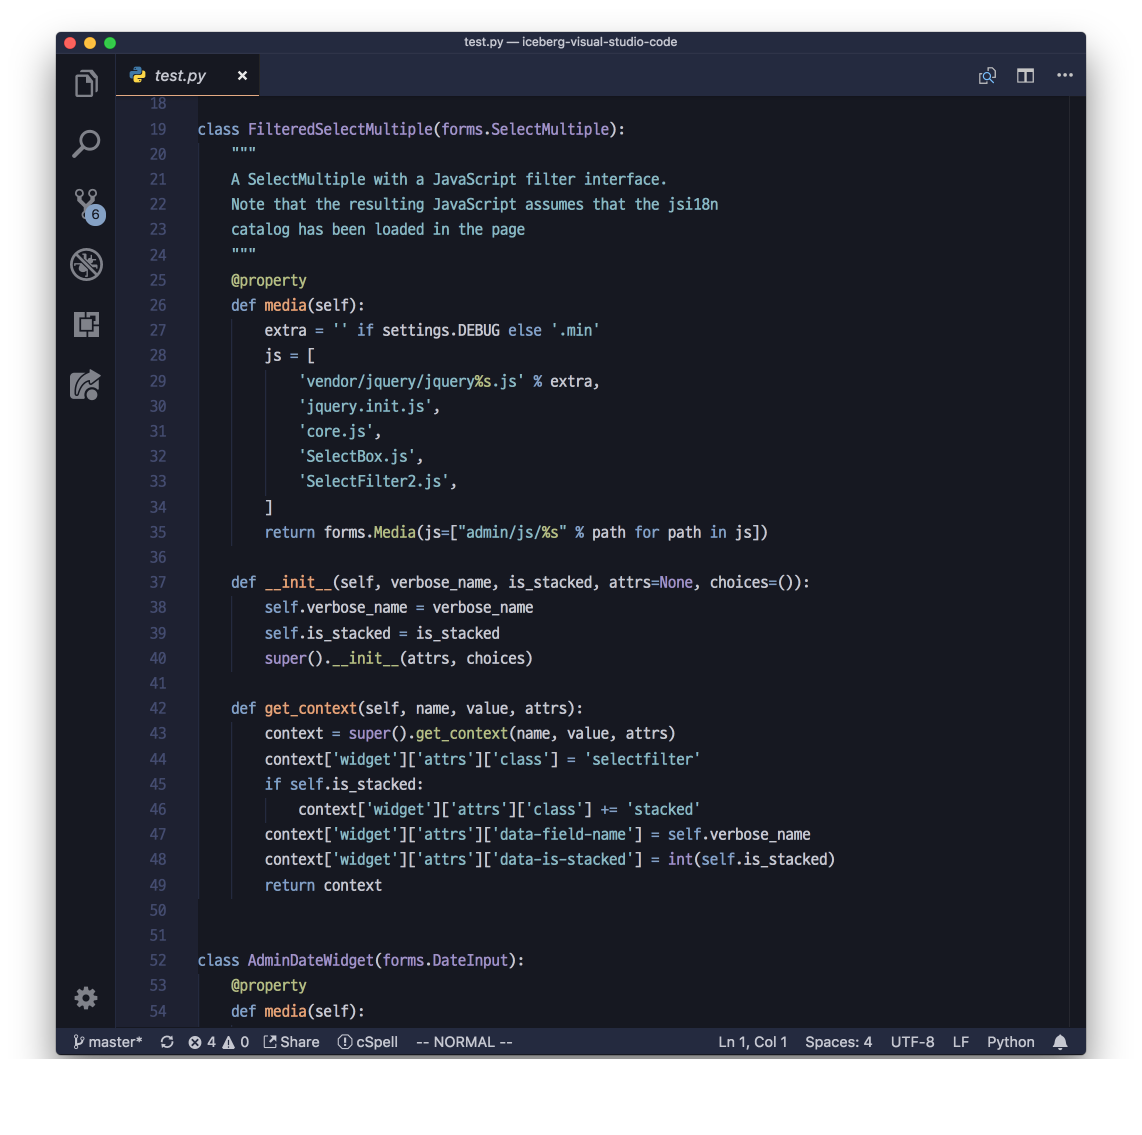 test.py — iceberg-visual-studio-code
test.py ×
6
18
19 class FilteredSelectMultiple(forms.SelectMultiple):
20     """
21     A SelectMultiple with a JavaScript filter interface.
22     Note that the resulting JavaScript assumes that the jsi18n
23     catalog has been loaded in the page
24     """
25     @property
26     def media(self):
27         extra = '' if settings.DEBUG else '.min'
28         js = [
29             'vendor/jquery/jquery%s.js' % extra,
30             'jquery.init.js',
31             'core.js',
32             'SelectBox.js',
33             'SelectFilter2.js',
34         ]
35         return forms.Media(js=["admin/js/%s" % path for path in js])
36
37     def __init__(self, verbose_name, is_stacked, attrs=None, choices=()):
38         self.verbose_name = verbose_name
39         self.is_stacked = is_stacked
40         super().__init__(attrs, choices)
41
42     def get_context(self, name, value, attrs):
43         context = super().get_context(name, value, attrs)
44         context['widget']['attrs']['class'] = 'selectfilter'
45         if self.is_stacked:
46             context['widget']['attrs']['class'] += 'stacked'
47         context['widget']['attrs']['data-field-name'] = self.verbose_name
48         context['widget']['attrs']['data-is-stacked'] = int(self.is_stacked)
49         return context
50
51
52 class AdminDateWidget(forms.DateInput):
53     @property
54     def media(self):
master* 4 0 Share cSpell -- NORMAL -- Ln 1, Col 1 Spaces: 4 UTF-8 LF Python